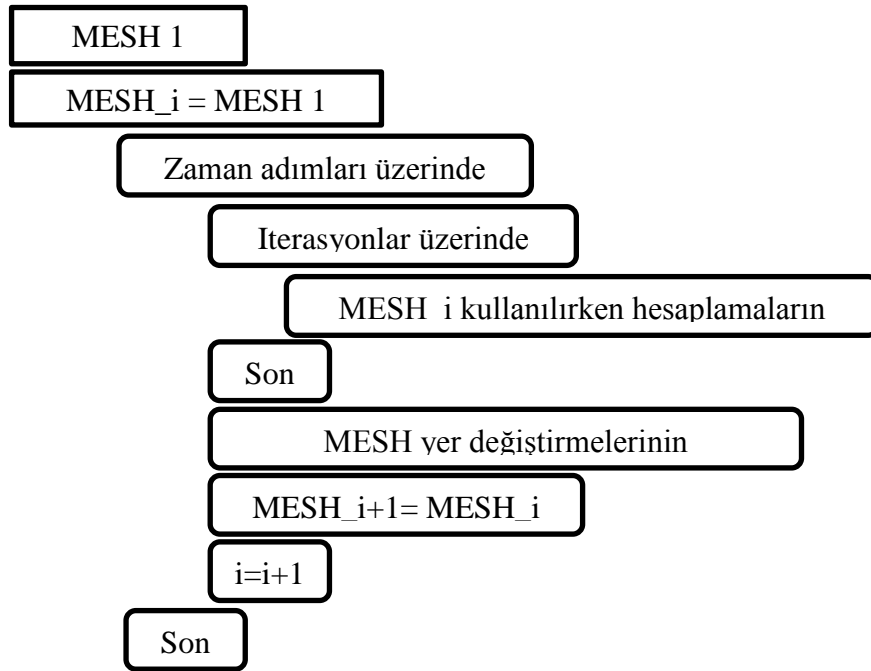 MESH 1
MESH_i = MESH 1
Zaman adımları üzerinde
Iterasyonlar üzerinde
MESH_i kullanılırken hesaplamaların
Son
MESH yer değiştirmelerinin
MESH_i+1= MESH_i
i=i+1
Son